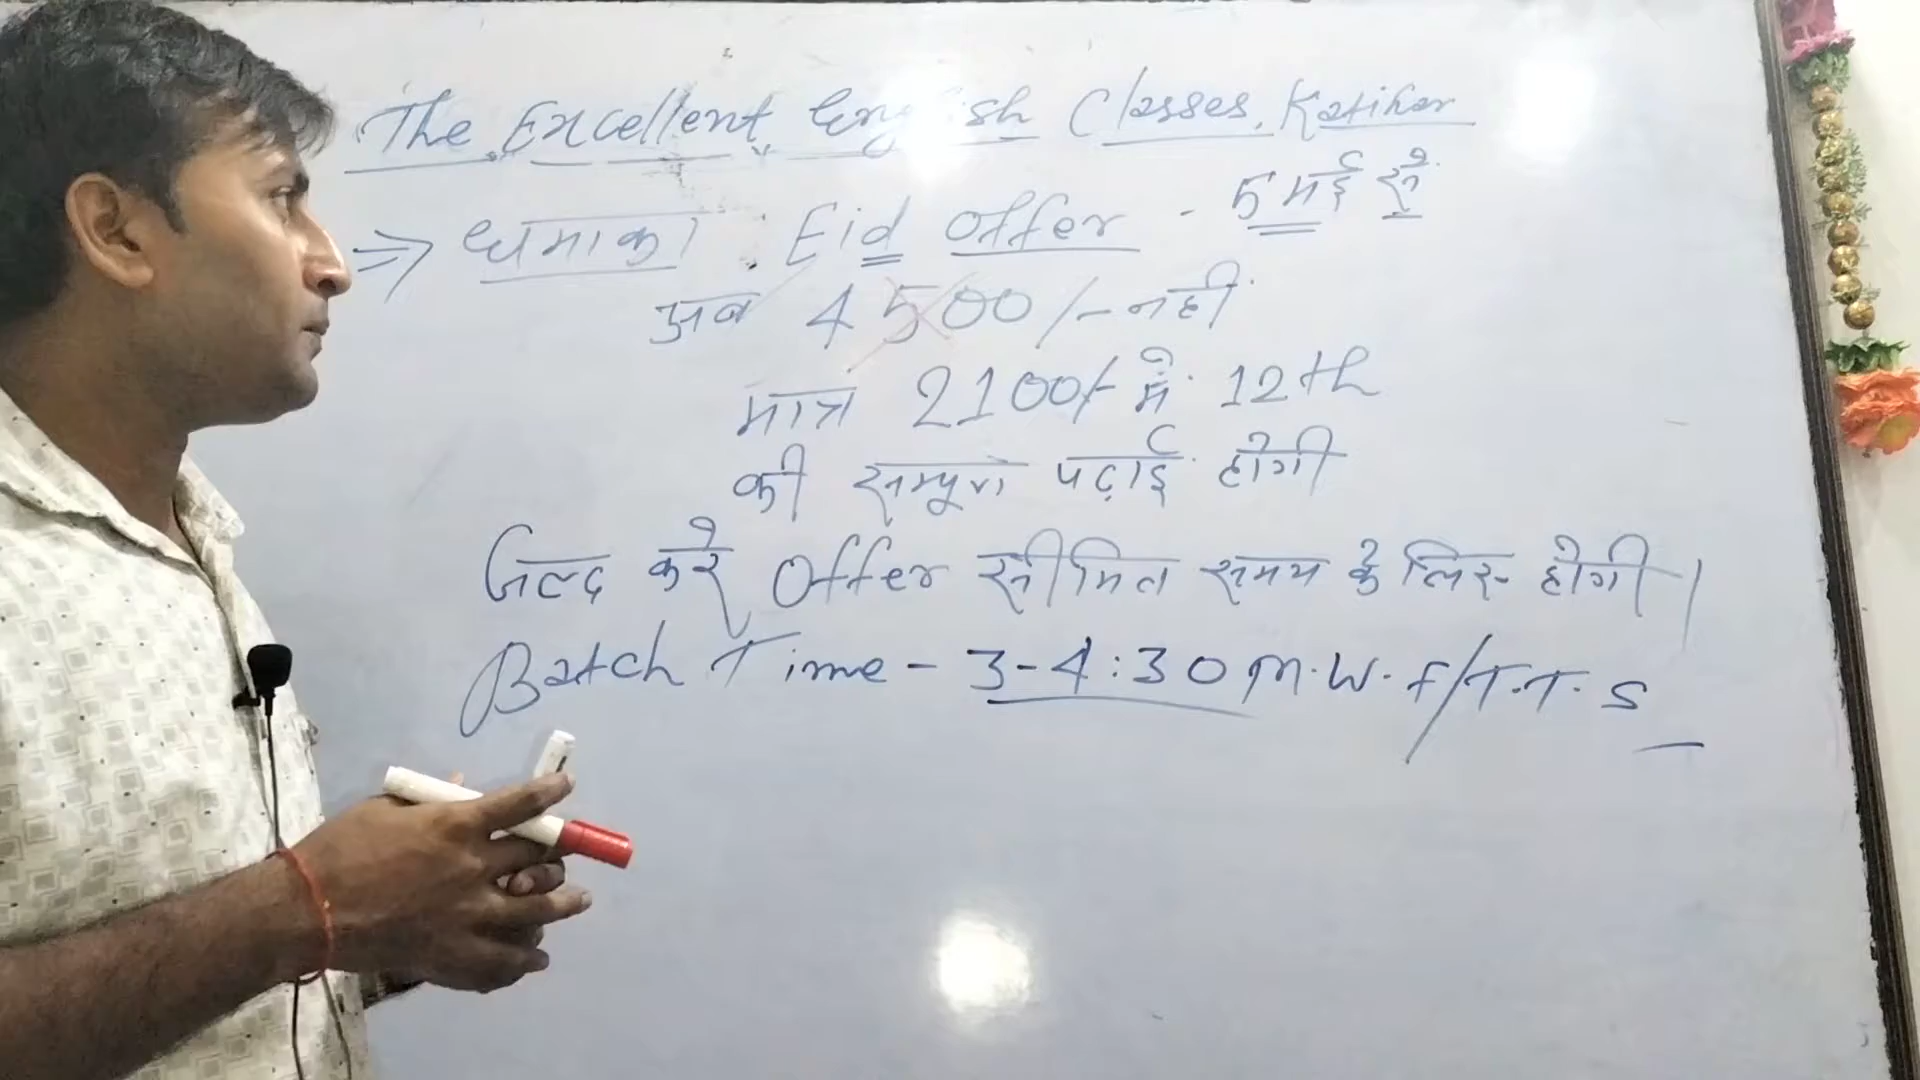 The Excellent English Classes, Katihar
⇒ धमाका : Eid Offer - 5 मई से
अब 4500/- नही
मात्र 2100/- में 12th
की सम्पूर्ण पढ़ाई होगी
जल्द करे Offer सीमित समय के लिए होगी।
Batch Time - 3-4:30 M.W.F/T.T.S